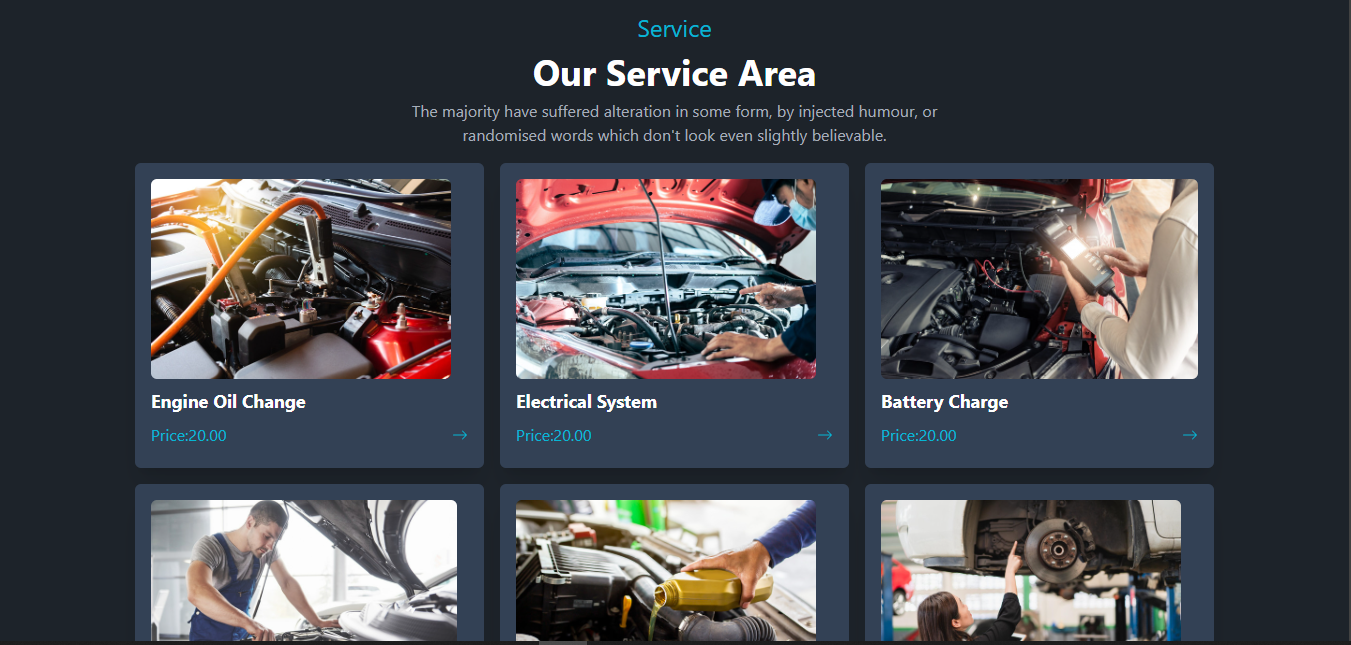 Service
Our Service Area
The majority have suffered alteration in some form, by injected humour, or
randomised words which don't look even slightly believable.
Engine Oil Change
Price:20.00
Electrical System
Price:20.00
Battery Charge
Price:20.00